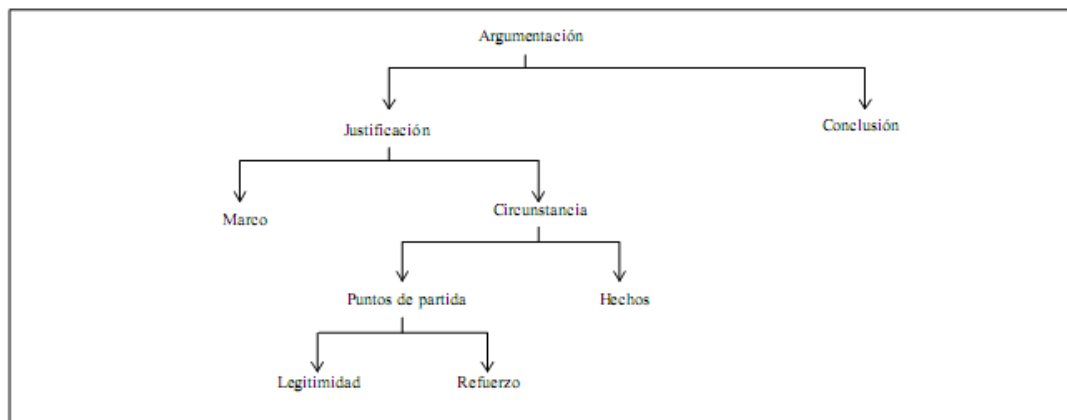 Argumentación
Justificación
Conclusión
Marco
Circunstancia
Puntos de partida
Hechos
Legitimidad
Refuerzo